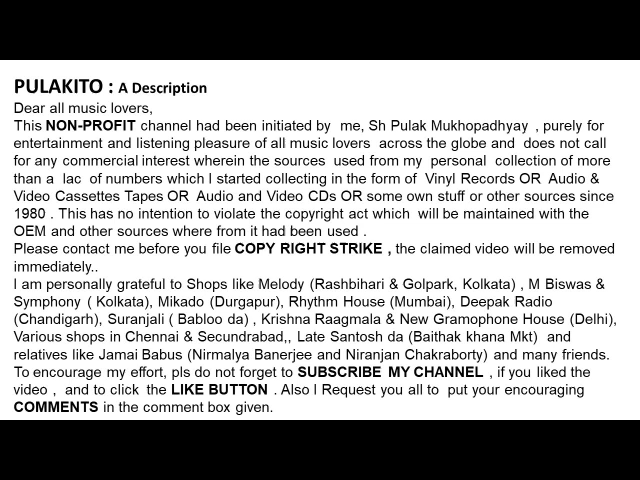 PULAKITO : A Description
Dear all music lovers,
This NON-PROFIT channel had been initiated by me, Sh Pulak Mukhopadhyay , purely for
entertainment and listening pleasure of all music lovers across the globe and does not call
for any commercial interest wherein the sources used from my personal collection of more
than a lac of numbers which I started collecting in the form of Vinyl Records OR Audio &
Video Cassettes Tapes OR Audio and Video CDs OR some own stuff or other sources since
1980 . This has no intention to violate the copyright act which will be maintained with the
OEM and other sources where from it had been used .
Please contact me before you file COPY RIGHT STRIKE , the claimed video will be removed
immediately..
I am personally grateful to Shops like Melody (Rashbihari & Golpark, Kolkata) , M Biswas &
Symphony ( Kolkata), Mikado (Durgapur), Rhythm House (Mumbai), Deepak Radio
(Chandigarh), Suranjali ( Babloo da) , Krishna Raagmala & New Gramophone House (Delhi),
Various shops in Chennai & Secundrabad,, Late Santosh da (Baithak khana Mkt) and
relatives like Jamai Babus (Nirmalya Banerjee and Niranjan Chakraborty) and many friends.
To encourage my effort, pls do not forget to SUBSCRIBE MY CHANNEL , if you liked the
video , and to click the LIKE BUTTON . Also I Request you all to put your encouraging
COMMENTS in the comment box given.